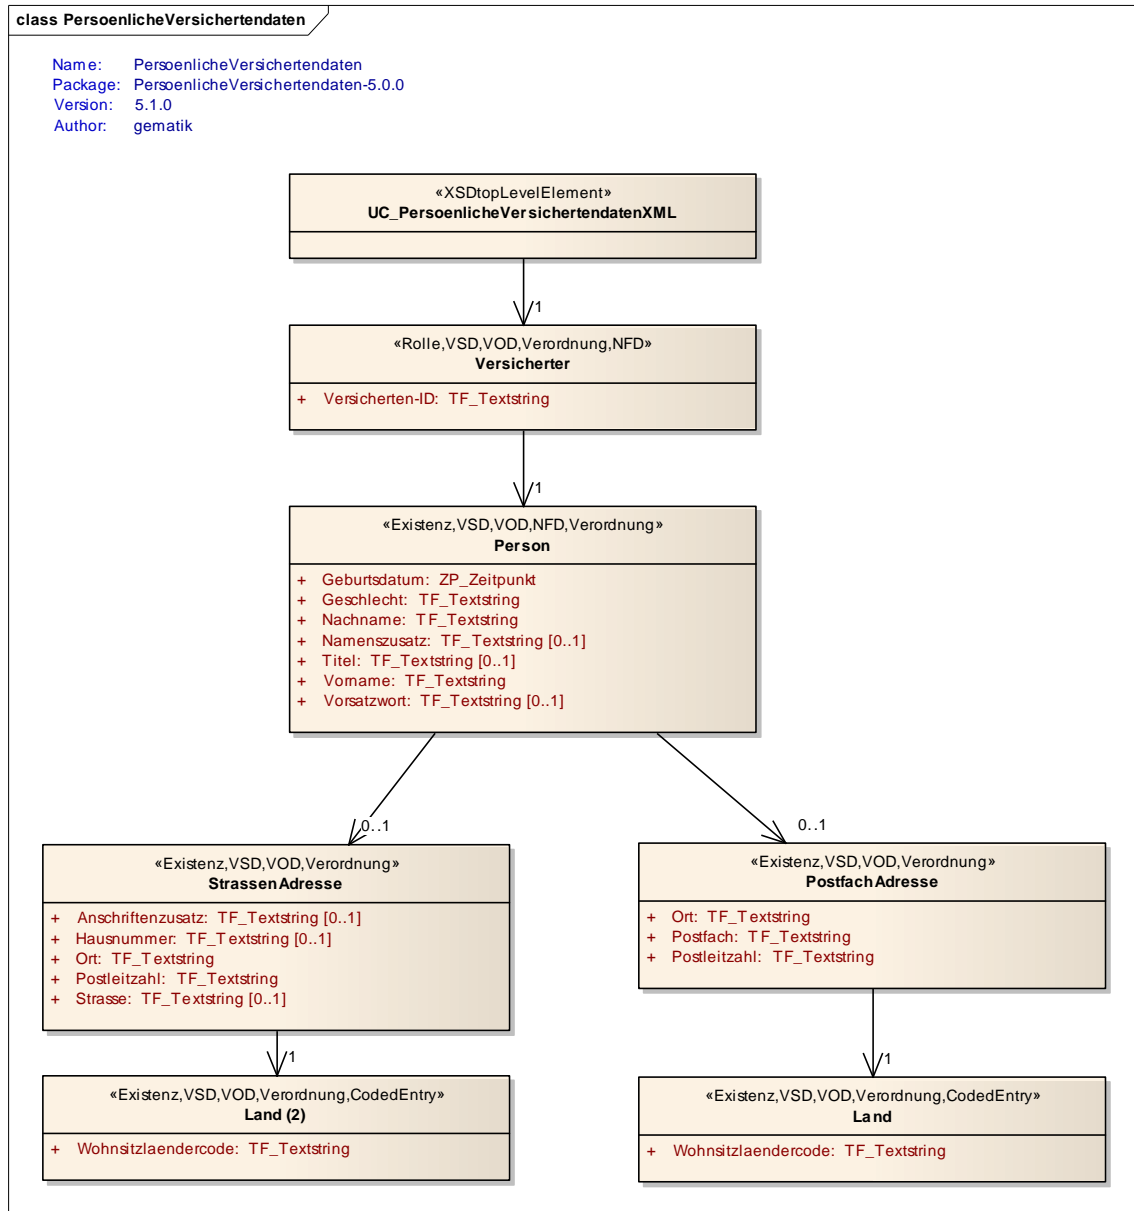 class PersoenlicheVersichertendaten
Name: PersoenlicheVersichertendaten
Package: PersoenlicheVersichertendaten-5.0.0
Version: 5.1.0
Author: gematik
«XSDtopLevelElement»
UC_PersoenlicheVersichertendatenXML
1
«Rolle,VSD,VOD,Verordnung,NFD»
Versicherter
+ Versicherten-ID: TF_Textstring
1
«Existenz,VSD,VOD,NFD,Verordnung»
Person
+ Geburtsdatum: ZP_Zeitpunkt
+ Geschlecht: TF_Textstring
+ Nachname: TF_Textstring
+ Namenszusatz: TF_Textstring [0..1]
+ Titel: TF_Textstring [0..1]
+ Vorname: TF_Textstring
+ Vorsatzwort: TF_Textstring [0..1]
0..1
«Existenz,VSD,VOD,Verordnung»
StrassenAdresse
+ Anschriftenzusatz: TF_Textstring [0..1]
+ Hausnummer: TF_Textstring [0..1]
+ Ort: TF_Textstring
+ Postleitzahl: TF_Textstring
+ Strasse: TF_Textstring [0..1]
1
«Existenz,VSD,VOD,Verordnung,CodedEntry»
Land (2)
+ Wohnsitzlaendercode: TF_Textstring
0..1
«Existenz,VSD,VOD,Verordnung»
PostfachAdresse
+ Ort: TF_Textstring
+ Postfach: TF_Textstring
+ Postleitzahl: TF_Textstring
1
«Existenz,VSD,VOD,Verordnung,CodedEntry»
Land
+ Wohnsitzlaendercode: TF_Textstring